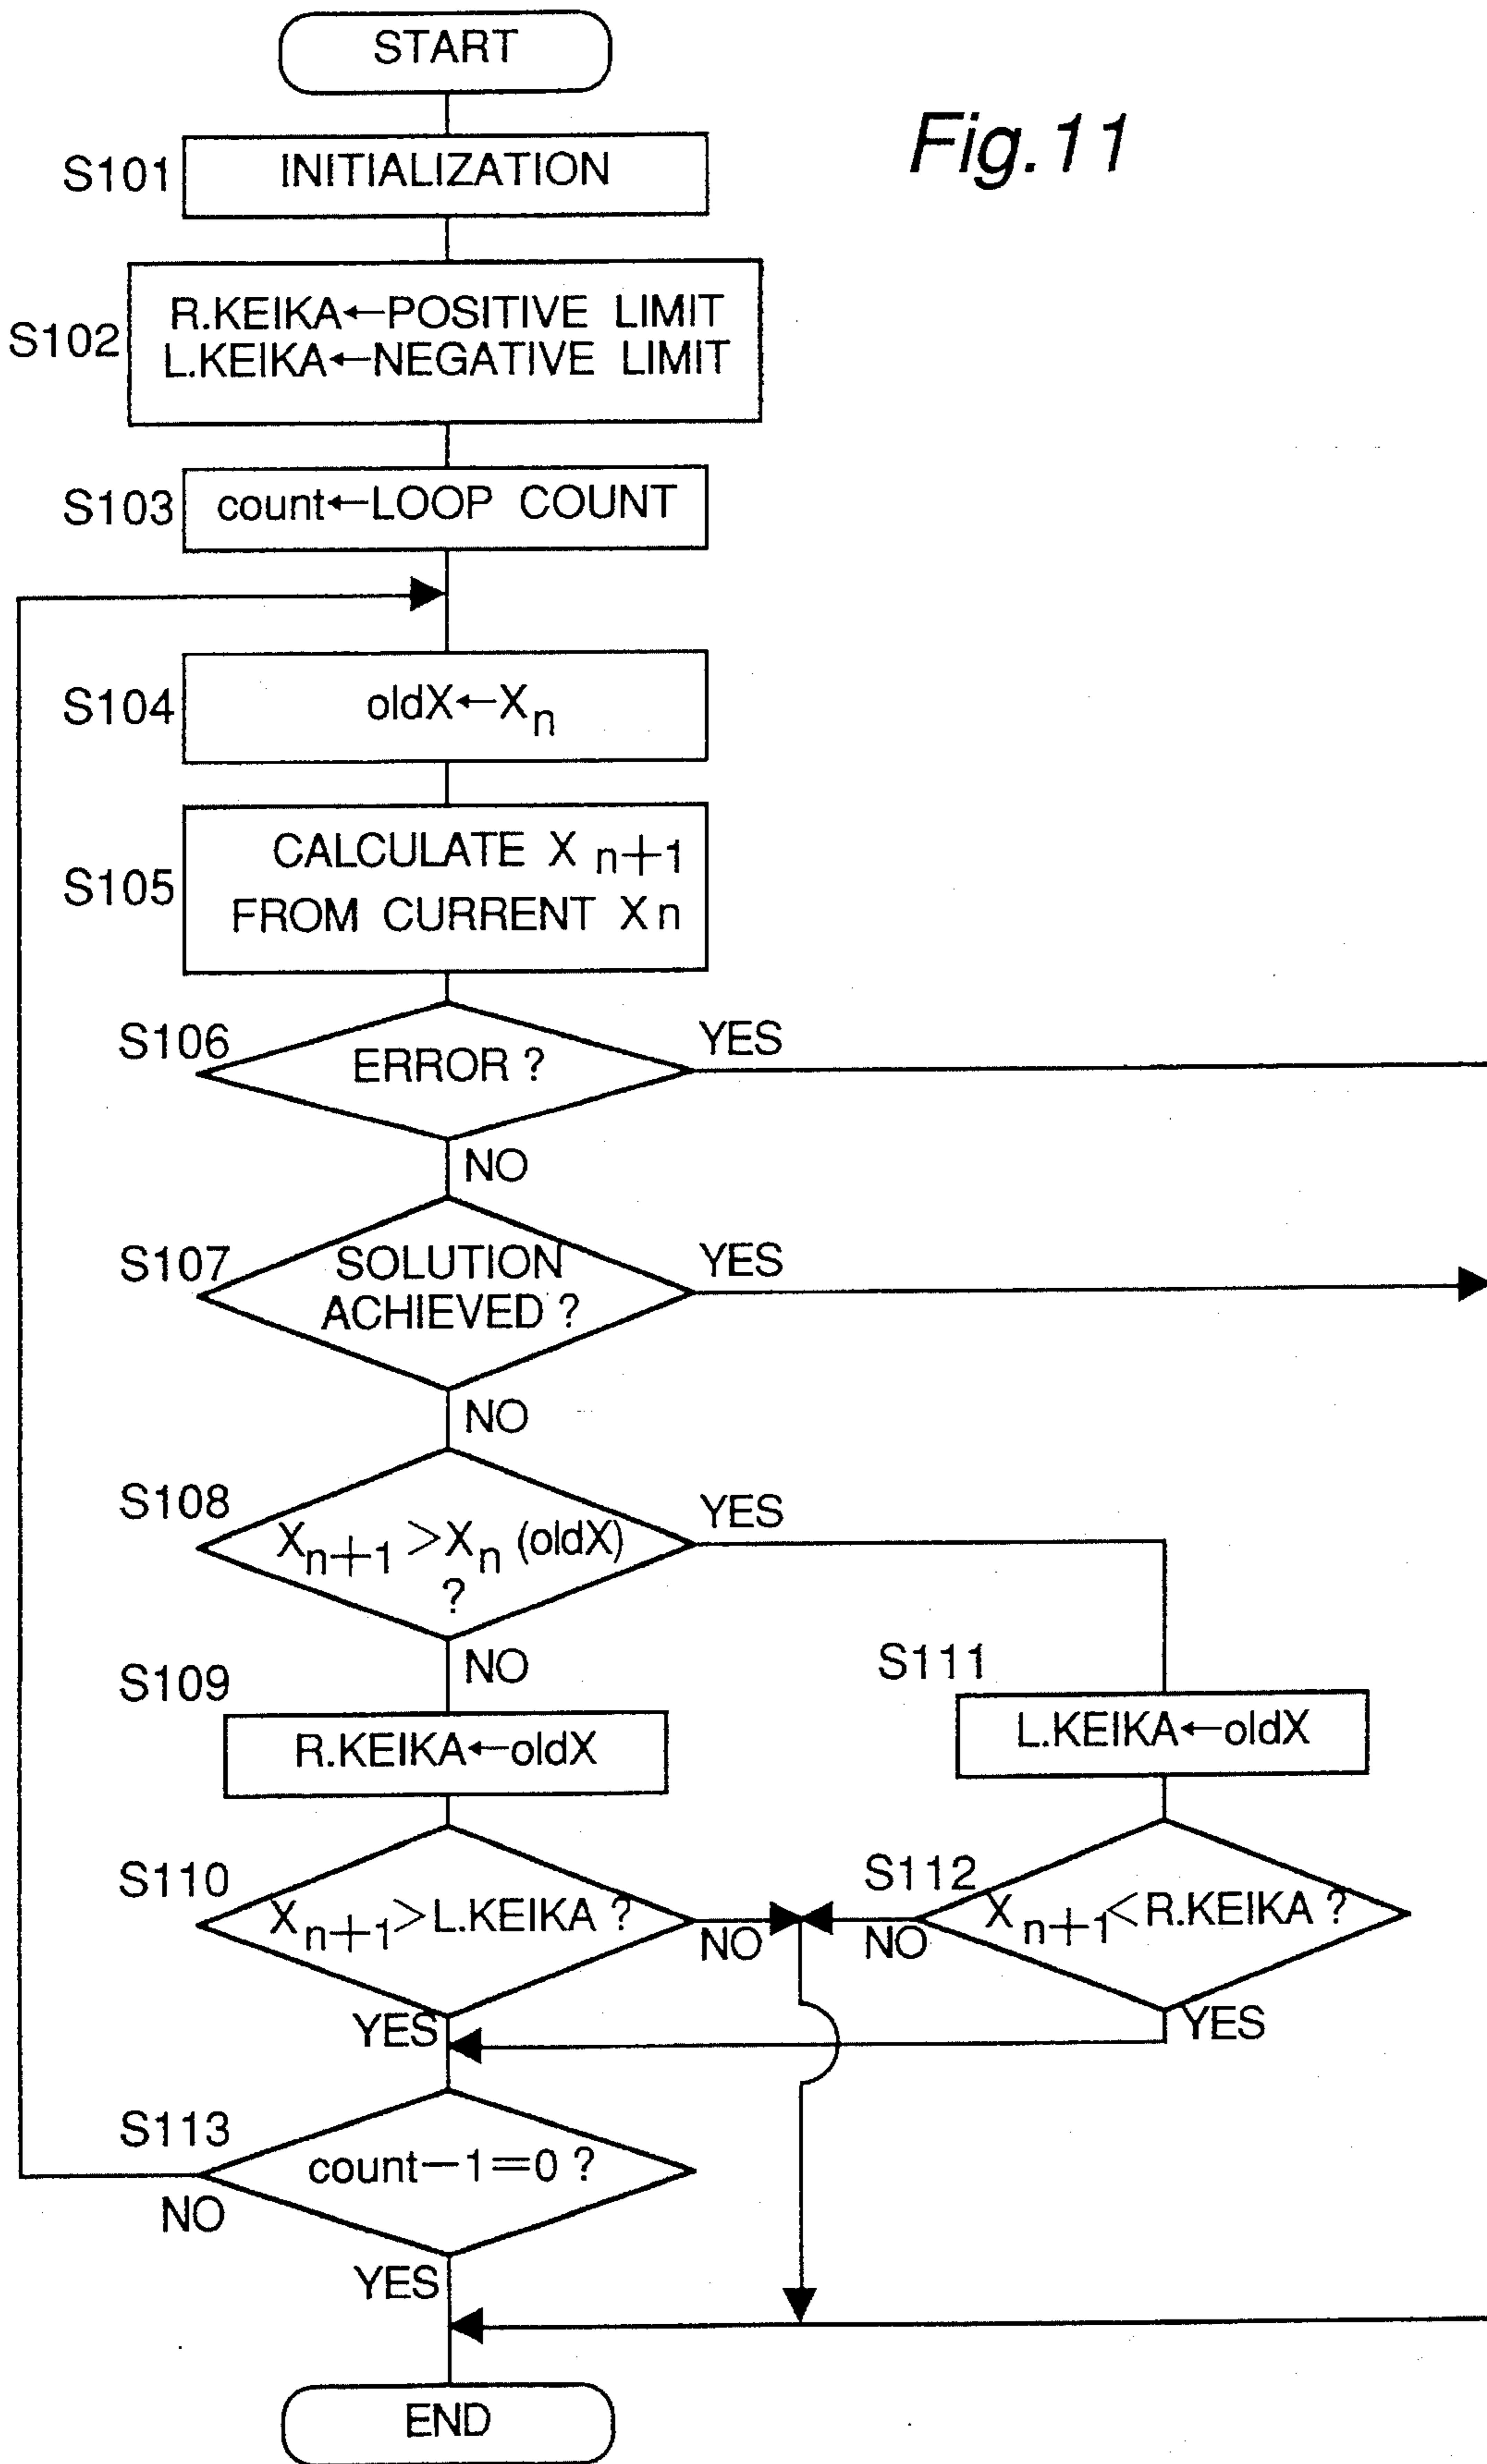 START
Fig.11
S101
INITIALIZATION
S102
R.KEIKA←POSITIVE LIMIT
L.KEIKA←NEGATIVE LIMIT
S103
count←LOOP COUNT
S104
oldX←Xn
S105
CALCULATE X n+1
FROM CURRENT Xn
S106
ERROR ?
YES
NO
S107
SOLUTION
ACHIEVED ?
YES
NO
S108
Xn+1 >Xn (oldX)
?
YES
NO
S109
R.KEIKA←oldX
S111
L.KEIKA←oldX
S110
Xn+1>L.KEIKA ?
NO
YES
S112
Xn+1<R.KEIKA ?
NO
YES
S113
count−1=0 ?
NO
YES
END